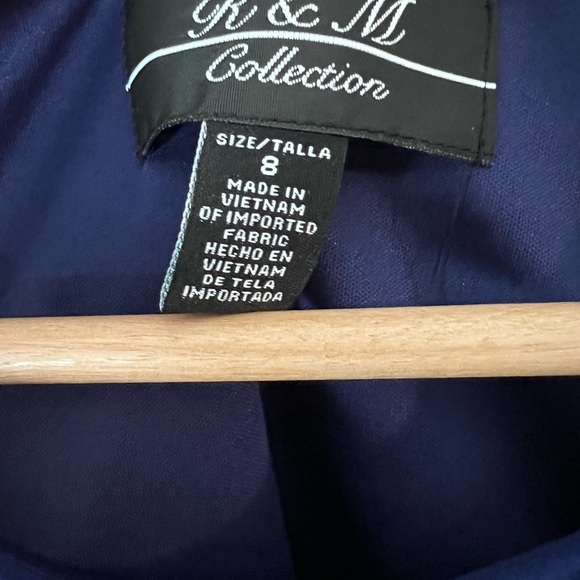 R & M
Collection
SIZE/TALLA
8
MADE IN
VIETNAM
OF IMPORTED
FABRIC
HECHO EN
VIETNAM
DE TELA
IMPORTADA